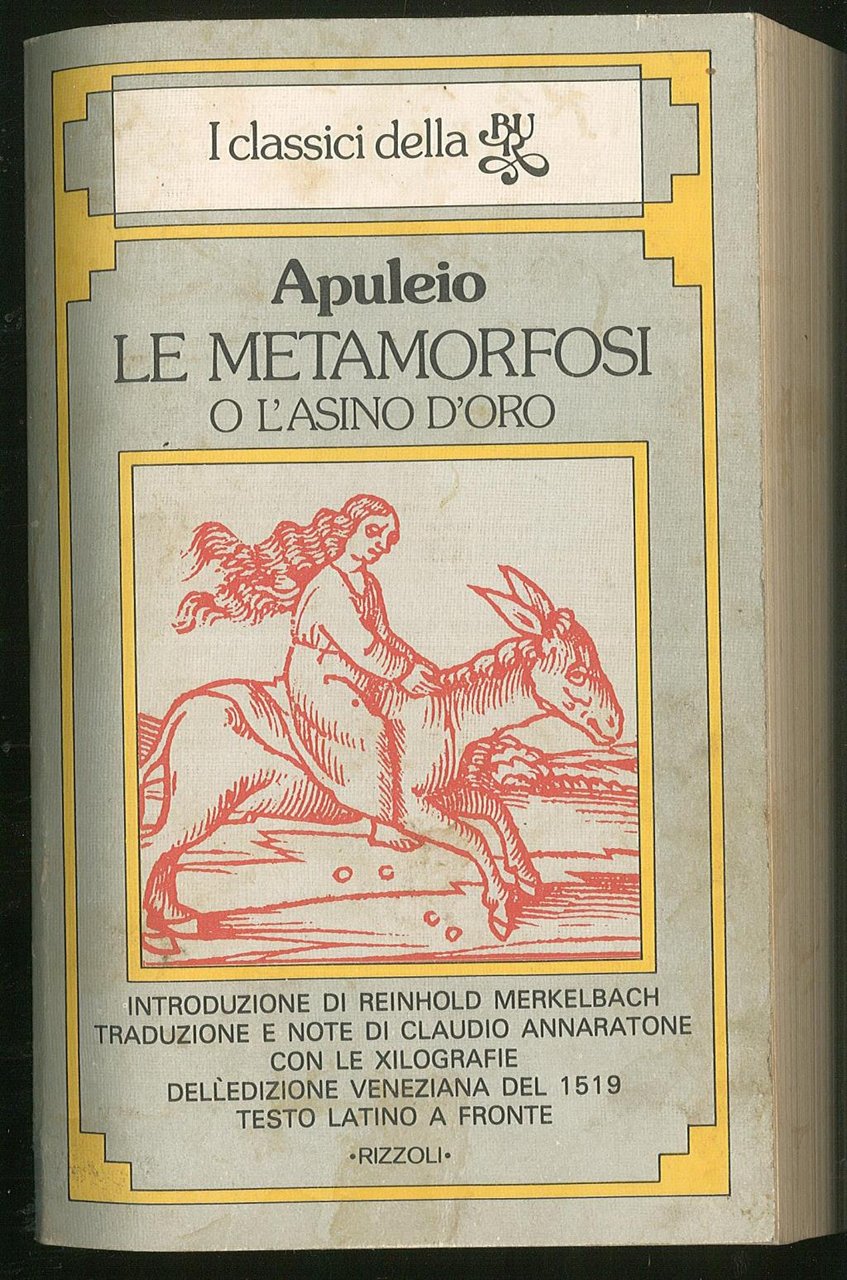 I classici della BUR
Apuleio
LE METAMORFOSI
O L'ASINO D'ORO
INTRODUZIONE DI REINHOLD MERKELBACH
TRADUZIONE E NOTE DI CLAUDIO ANNARATONE
CON LE XILOGRAFIE
DELL'EDIZIONE VENEZIANA DEL 1519
TESTO LATINO A FRONTE
•RIZZOLI•